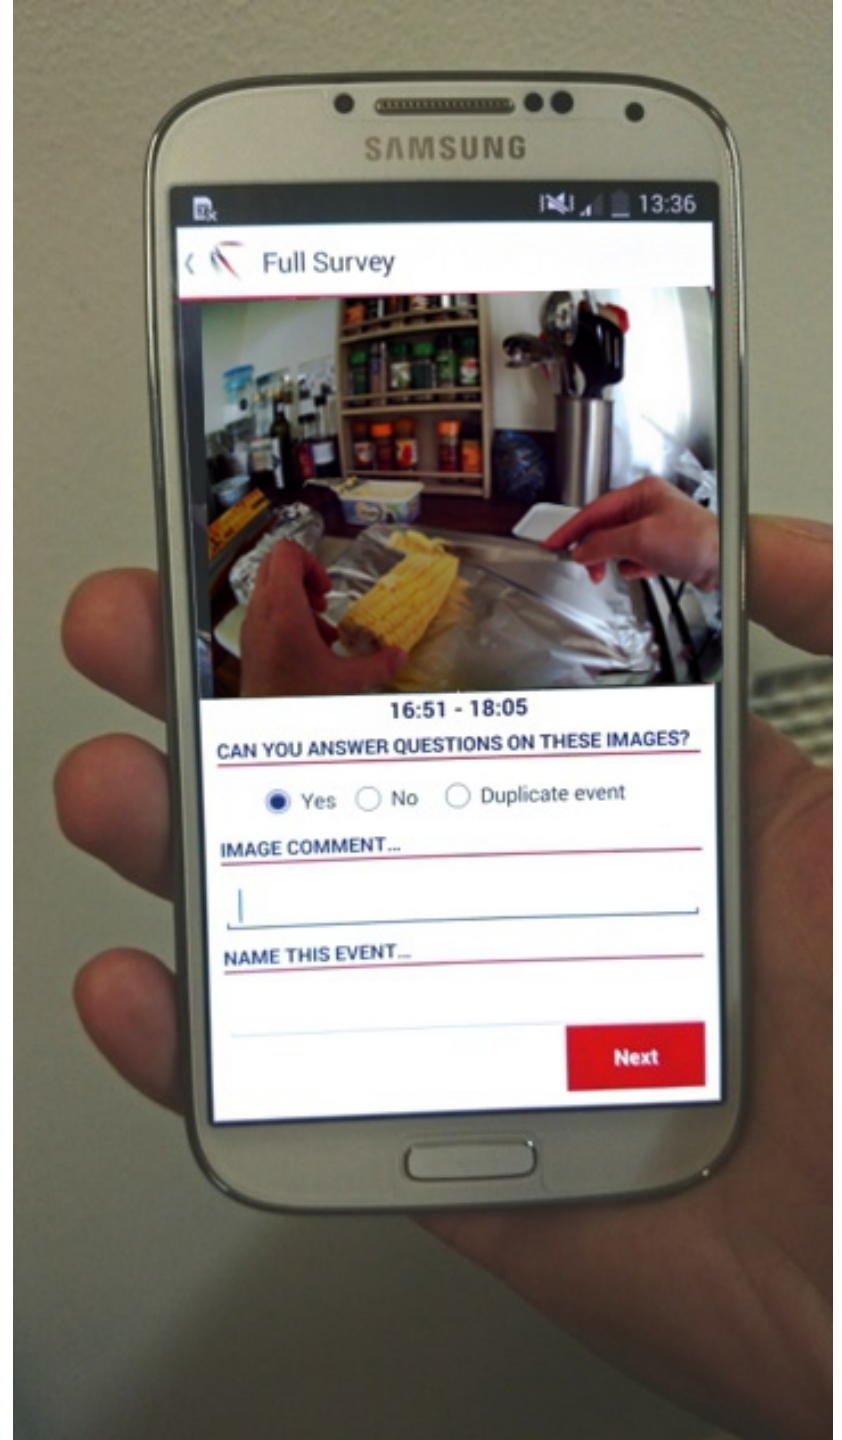 SAMSUNG
13:36
Full Survey
16:51 - 18:05
CAN YOU ANSWER QUESTIONS ON THESE IMAGES?
Yes No Duplicate event
IMAGE COMMENT...
NAME THIS EVENT...
Next